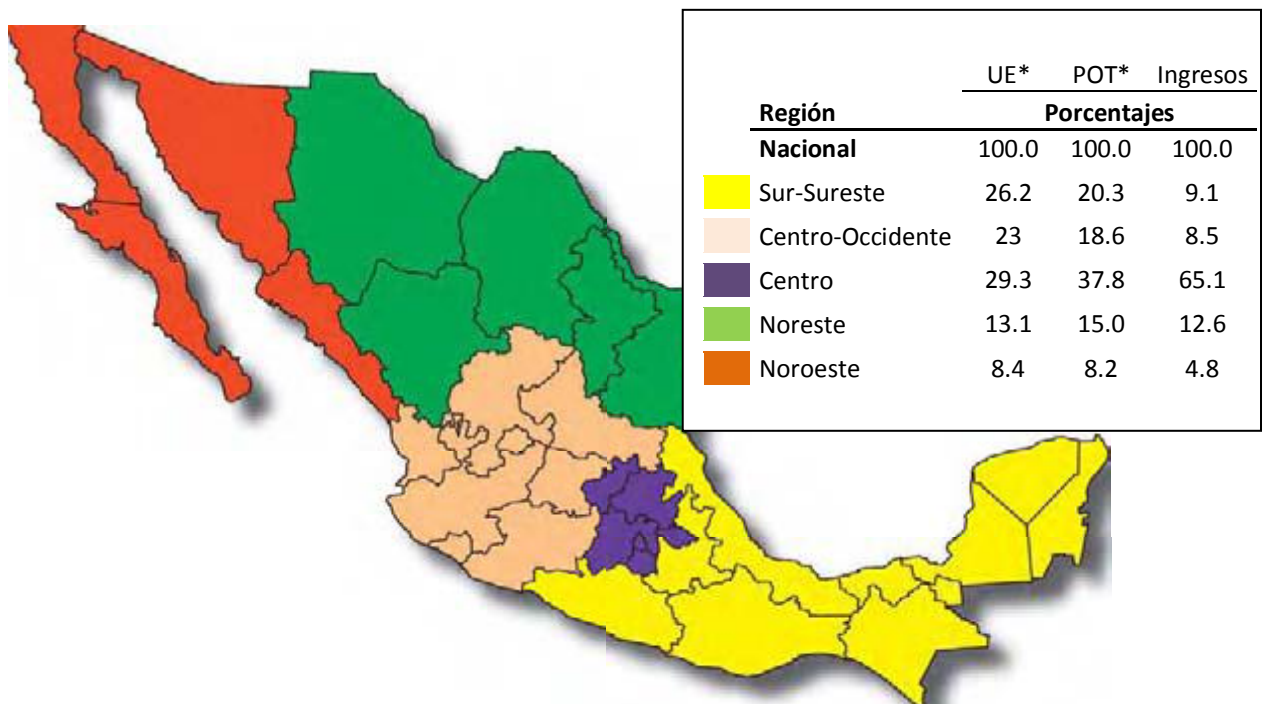 UE* POT* Ingresos
Región Porcentajes
Nacional 100.0 100.0 100.0
Sur-Sureste 26.2 20.3 9.1
Centro-Occidente 23 18.6 8.5
Centro 29.3 37.8 65.1
Noreste 13.1 15.0 12.6
Noroeste 8.4 8.2 4.8